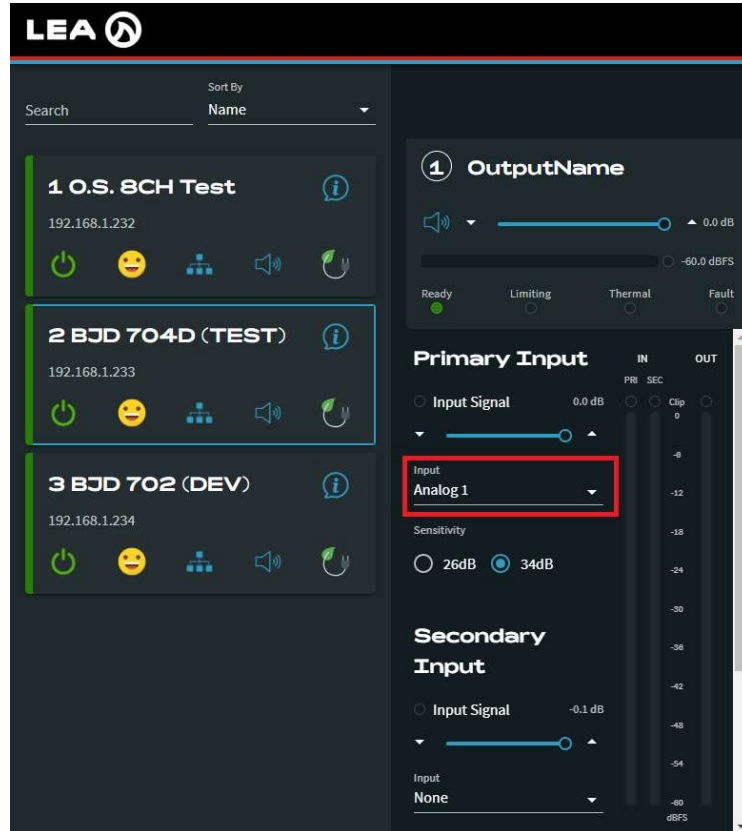 LEA
Search
Sort By
Name
1 O.S. 8CH Test
192.168.1.232
2 BJD 704D (TEST)
192.168.1.233
3 BJD 702 (DEV)
192.168.1.234
1 OutputName
0.0 dB
-60.0 dBFS
Ready Limiting Thermal Fault
Primary Input
Input Signal 0.0 dB
Input
Analog 1
Sensitivity
26dB 34dB
Secondary
Input
Input Signal -0.1 dB
Input
None
IN OUT
PRI SEC
Clip
0
-6
-12
-18
-24
-30
-36
-42
-48
-54
-60
dBFS